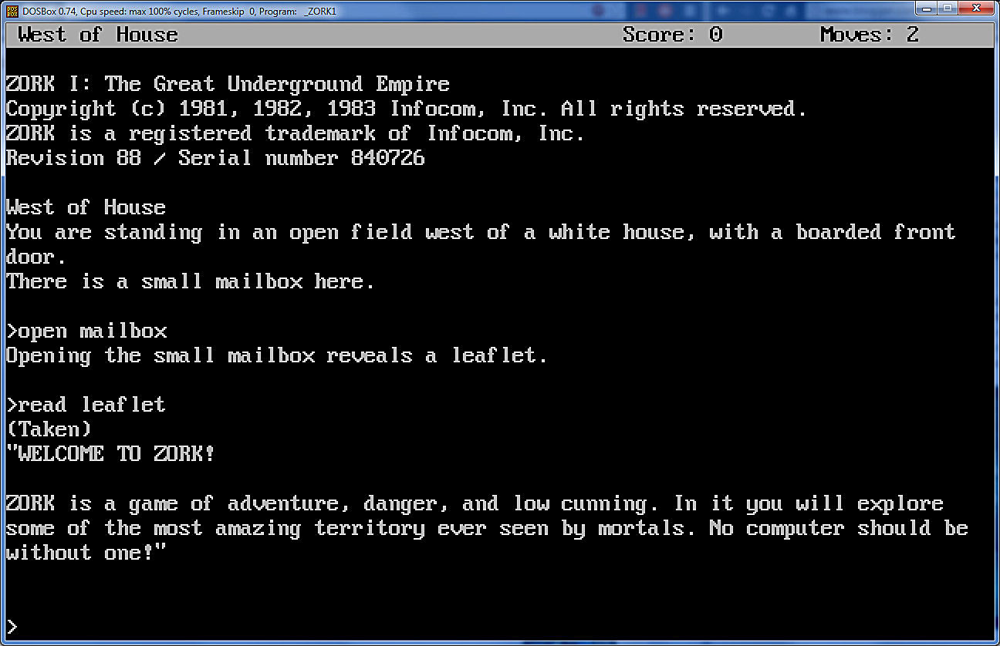 DOSBox 0.74, Cpu speed: max 100% cycles, Frameskip 0, Program: _ZORK1
West of House Score: 0 Moves: 2
ZORK I: The Great Underground Empire
Copyright (c) 1981, 1982, 1983 Infocom, Inc. All rights reserved.
ZORK is a registered trademark of Infocom, Inc.
Revision 88 / Serial number 840726
West of House
You are standing in an open field west of a white house, with a boarded front
door.
There is a small mailbox here.
>open mailbox
Opening the small mailbox reveals a leaflet.
>read leaflet
(Taken)
"WELCOME TO ZORK!
ZORK is a game of adventure, danger, and low cunning. In it you will explore
some of the most amazing territory ever seen by mortals. No computer should be
without one!"
>